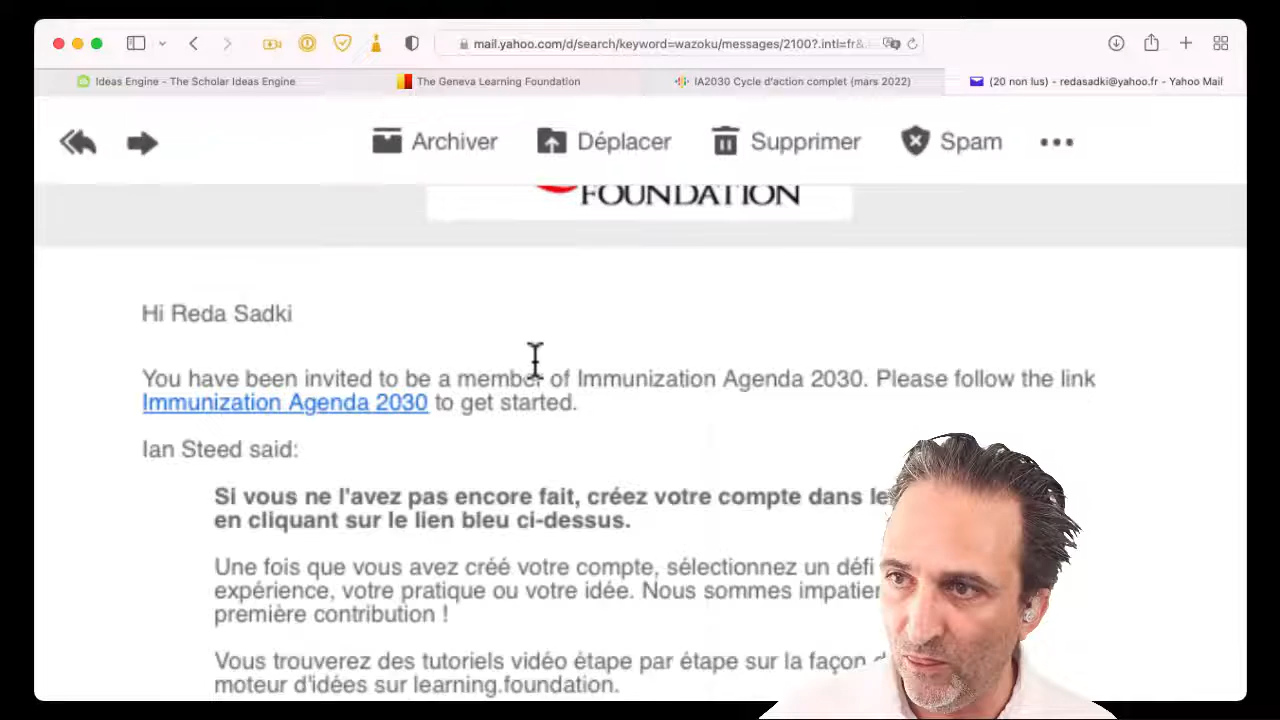 mail.yahoo.com/d/search/keyword=wazoku/messages/2100?.intl=fr&
Ideas Engine - The Scholar Ideas Engine
The Geneva Learning Foundation
IA2030 Cycle d'action complet (mars 2022)
(20 non lus) - redasadki@yahoo.fr - Yahoo Mail
Archiver
Déplacer
Supprimer
Spam
FOUNDATION
Hi Reda Sadki
You have been invited to be a member of Immunization Agenda 2030. Please follow the link
Immunization Agenda 2030 to get started.
Ian Steed said:
Si vous ne l'avez pas encore fait, créez votre compte dans le
en cliquant sur le lien bleu ci-dessus.
Une fois que vous avez créé votre compte, sélectionnez un défi
expérience, votre pratique ou votre idée. Nous sommes impatien
première contribution !
Vous trouverez des tutoriels vidéo étape par étape sur la façon d
moteur d'idées sur learning.foundation.